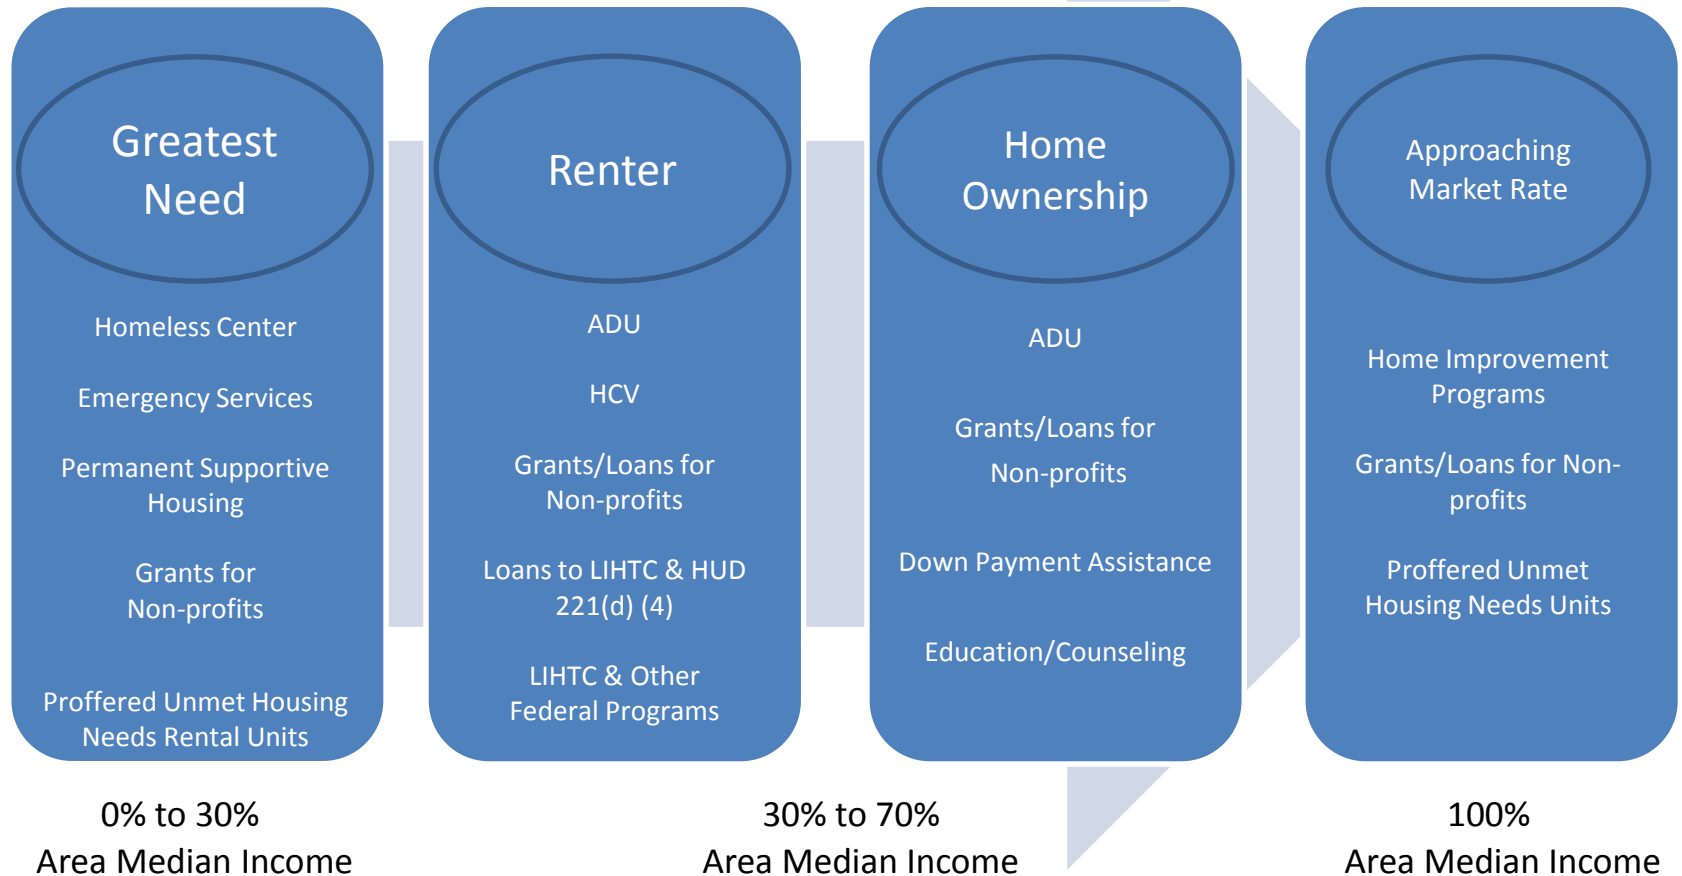 Greatest
Need
Homeless Center
Emergency Services
Permanent Supportive
Housing
Grants for
Non-profits
Proffered Unmet Housing
Needs Rental Units
Renter
ADU
HCV
Grants/Loans for
Non-profits
Loans to LIHTC & HUD
221(d) (4)
LIHTC & Other
Federal Programs
Home
Ownership
ADU
Grants/Loans for
Non-profits
Down Payment Assistance
Education/Counseling
Approaching
Market Rate
Home Improvement
Programs
Grants/Loans for Non-
profits
Proffered Unmet
Housing Needs Units
0% to 30%
Area Median Income
30% to 70%
Area Median Income
100%
Area Median Income